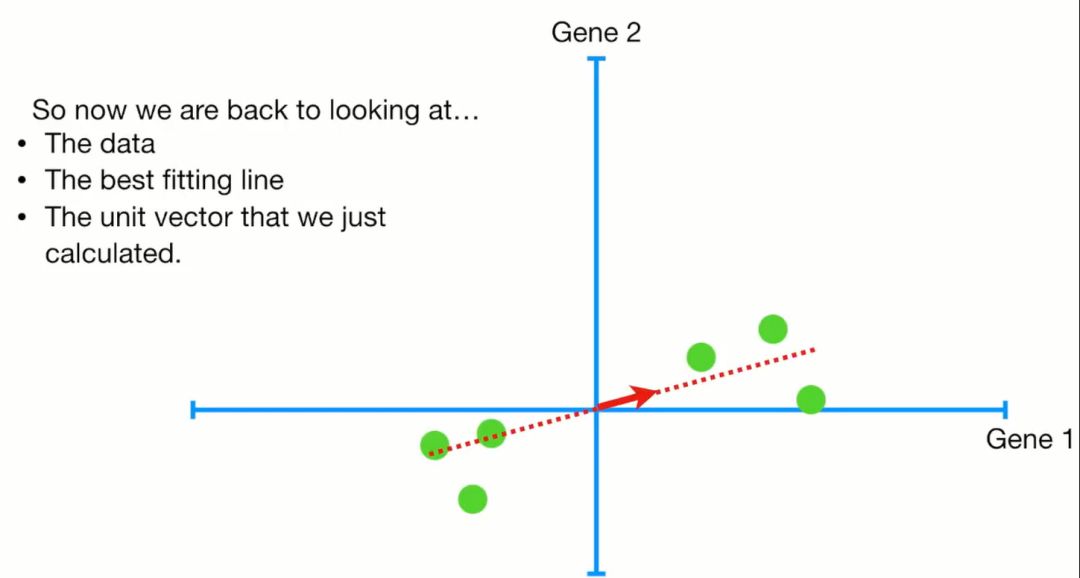 Gene 2
So now we are back to looking at…
• The data
• The best fitting line
• The unit vector that we just
calculated.
Gene 1